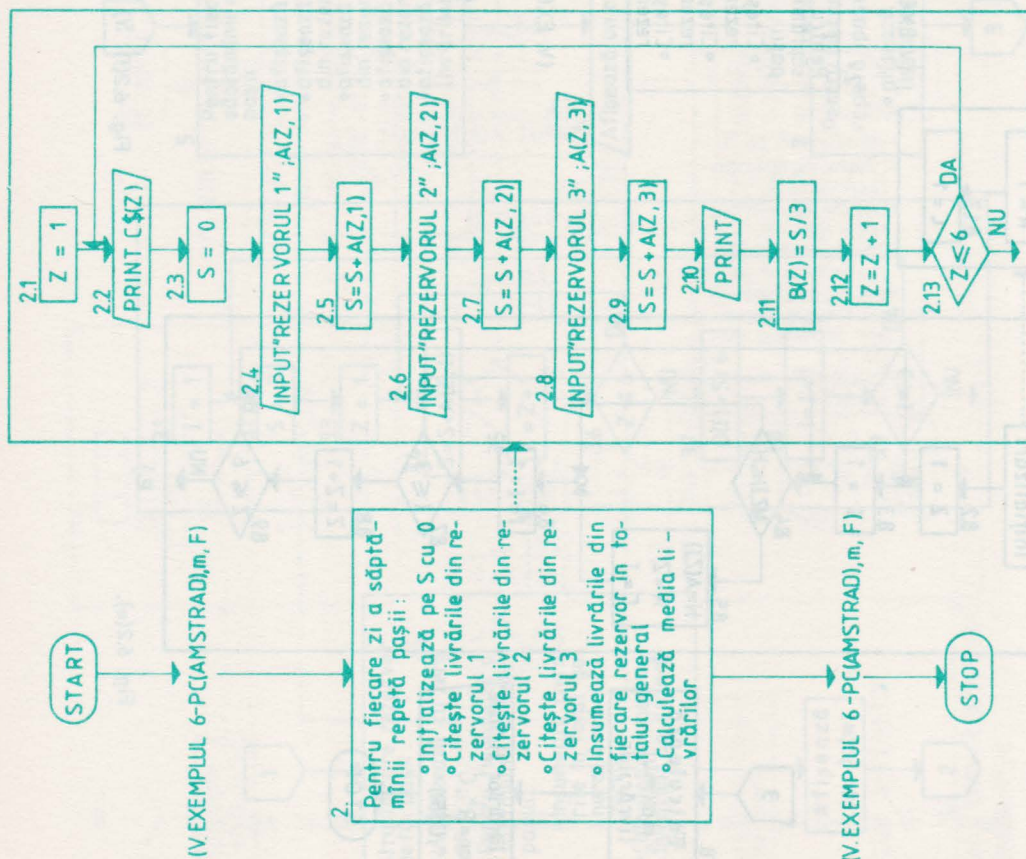 START
(V. EXEMPLUL 6-PC(AMSTRAD),m, F)
2.
Pentru fiecare zi a săptă-
mînii repetă pașii :
° Inițializează pe S cu 0
° Citește livrările din re-
zervorul 1
° Citește livrările din re-
zervorul 2
° Citește livrările din re-
zervorul 3
° Insumează livrările din
fiecare rezervor în to-
talul general
° Calculează media li-
vrărilor
(V. EXEMPLUL 6-PC(AMSTRAD),m, F)
STOP
2.1
Z = 1
2.2
PRINT C$(Z)
2.3
S = 0
2.4
INPUT"REZERVORUL 1" ;A(Z, 1)
2.5
S = S + A(Z,1)
2.6
INPUT"REZERVORUL 2" ;A(Z, 2)
2.7
S = S + A(Z, 2)
2.8
INPUT"REZERVORUL 3" ;A(Z, 3)
2.9
S = S + A(Z, 3)
2.10
PRINT
2.11
B(Z) = S/3
2.12
Z = Z + 1
2.13
Z ≤ 6
DA
NU